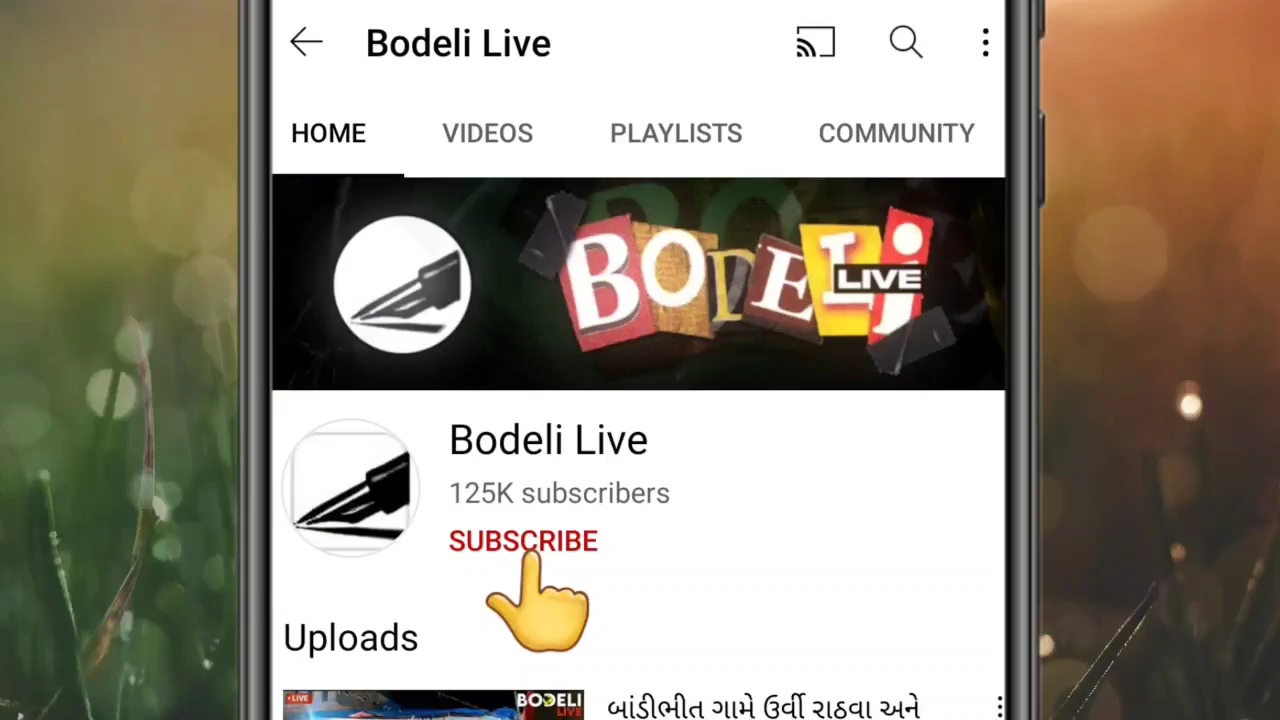 Bodeli Live
HOME VIDEOS PLAYLISTS COMMUNITY
BODELi
LIVE
Bodeli Live
125K subscribers
SUBSCRIBE
Uploads
LIVE
BODELI
LIVE
બાંડીભીત ગામે ઉર્વી રાઠવા અને